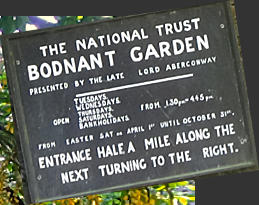 THE NATIONAL TRUST
BODNANT GARDEN
PRESENTED BY THE LATE LORD ABERCONWAY
TUESDAYS.
WEDNESDAYS.
OPEN THURSDAYS. FROM 1.30pm-4.45pm
SATURDAYS.
BANKHOLIDAYS
FROM EASTER SAT OR APRIL 1ST UNTIL OCTOBER 31ST.
ENTRANCE HALF A MILE ALONG THE
NEXT TURNING TO THE RIGHT.